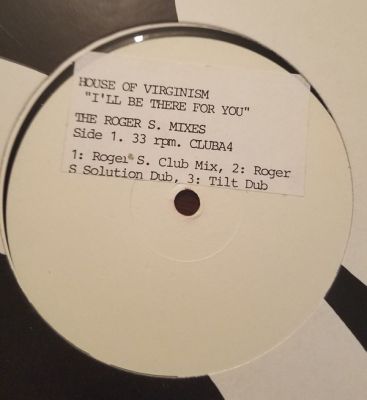 HOUSE OF VIRGINISM
"I'LL BE THERE FOR YOU"
THE ROGER S. MIXES
Side 1. 33 rpm. CLUBA4
1: Roger S. Club Mix, 2: Roger
S Solution Dub, 3: Tilt Dub